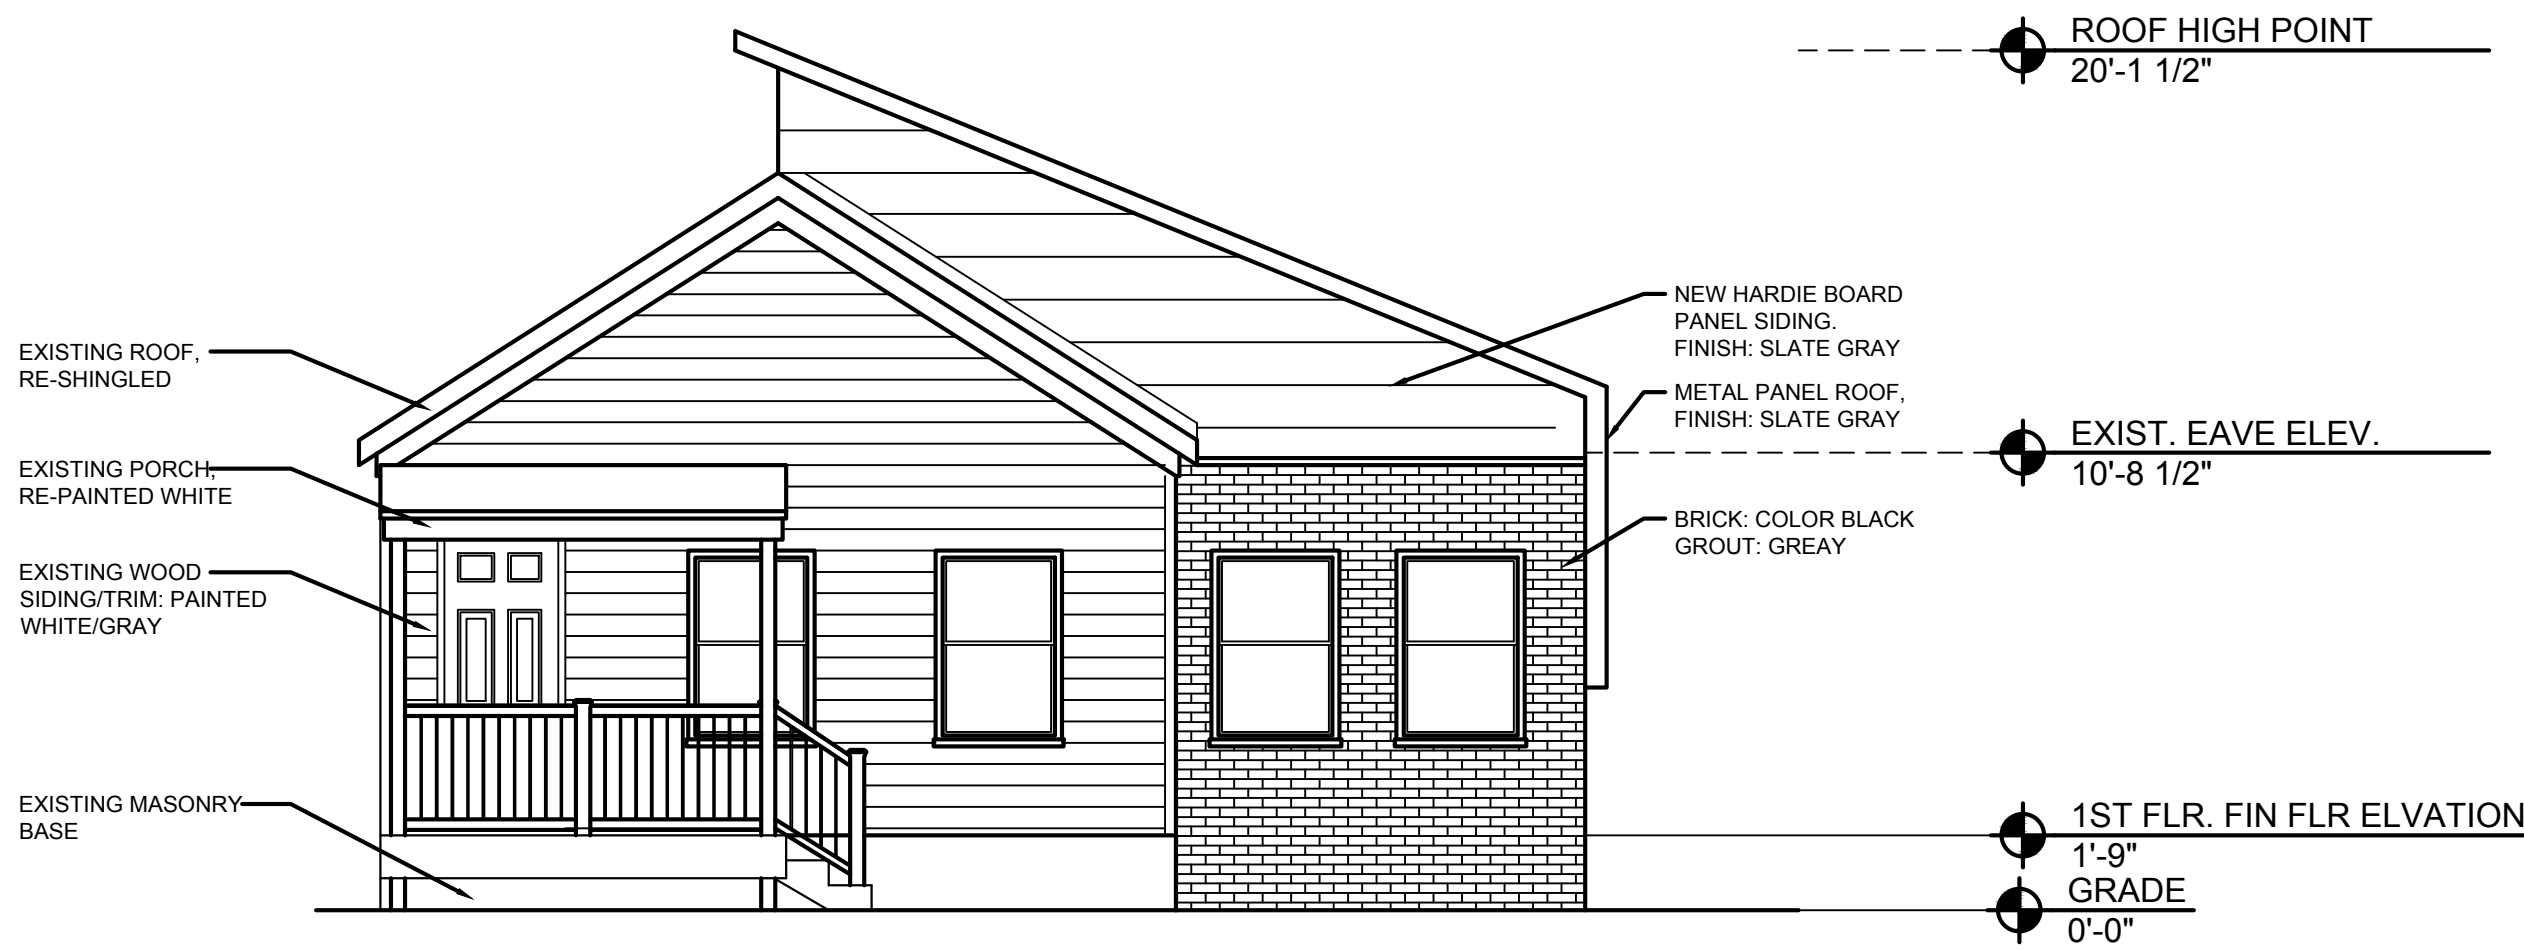 ROOF HIGH POINT
20'-1 1/2"
NEW HARDIE BOARD
PANEL SIDING.
FINISH: SLATE GRAY
EXISTING ROOF,
RE-SHINGLED
METAL PANEL ROOF,
FINISH: SLATE GRAY
EXIST. EAVE ELEV.
10'-8 1/2"
EXISTING PORCH,
RE-PAINTED WHITE
BRICK: COLOR BLACK
GROUT: GREAY
EXISTING WOOD
SIDING/TRIM: PAINTED
WHITE/GRAY
EXISTING MASONRY
BASE
1ST FLR. FIN FLR ELVATION
1'-9"
GRADE
0'-0"